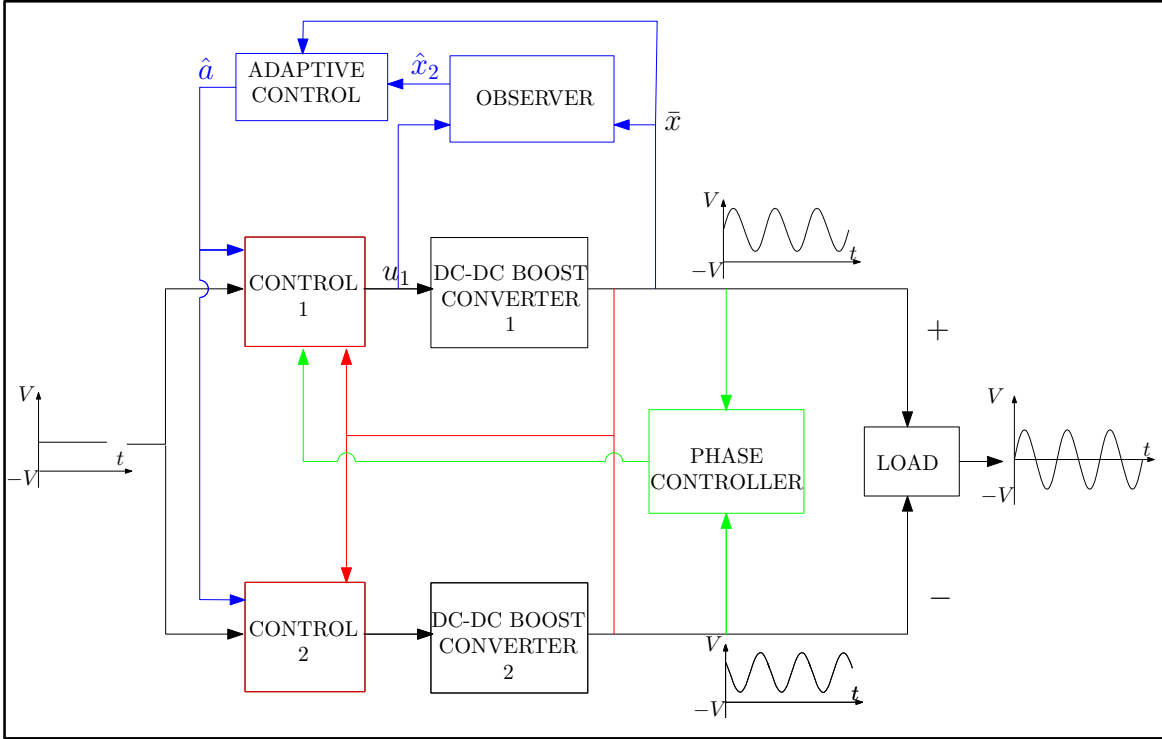 ADAPTIVE
CONTROL
â
x̂₂
OBSERVER
x̄
V
−V
t
CONTROL
1
u₁
DC-DC BOOST
CONVERTER
1
+
V
−V
t
PHASE
CONTROLLER
LOAD
V
−V
t
−
CONTROL
2
DC-DC BOOST
CONVERTER
2
V
−V
t